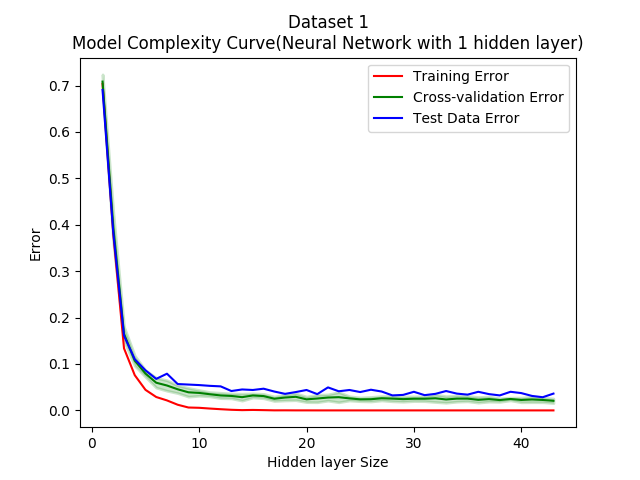 Dataset 1
Model Complexity Curve(Neural Network with 1 hidden layer)
Training Error
Cross-validation Error
Test Data Error
0.7
0.6
0.5
0.4
0.3
0.2
0.1
0.0
Error
0
10
20
30
40
Hidden layer Size